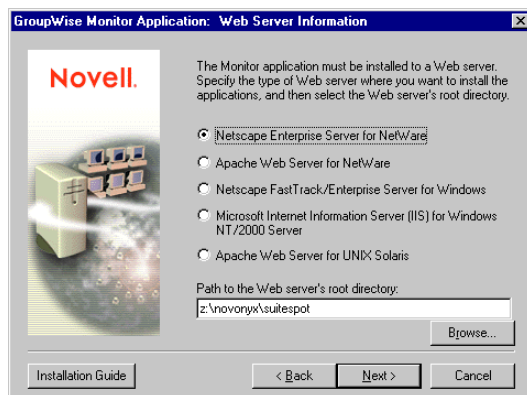 GroupWise Monitor Application: Web Server Information
Novell.
The Monitor application must be installed to a Web server.
Specify the type of Web server where you want to install the
applications, and then select the Web server's root directory.
Netscape Enterprise Server for NetWare
Apache Web Server for NetWare
Netscape FastTrack/Enterprise Server for Windows
Microsoft Internet Information Server (IIS) for Windows
NT/2000 Server
Apache Web Server for UNIX Solaris
Path to the Web server's root directory:
z:\novonyx\suitespot
Browse...
Installation Guide
< Back
Next >
Cancel